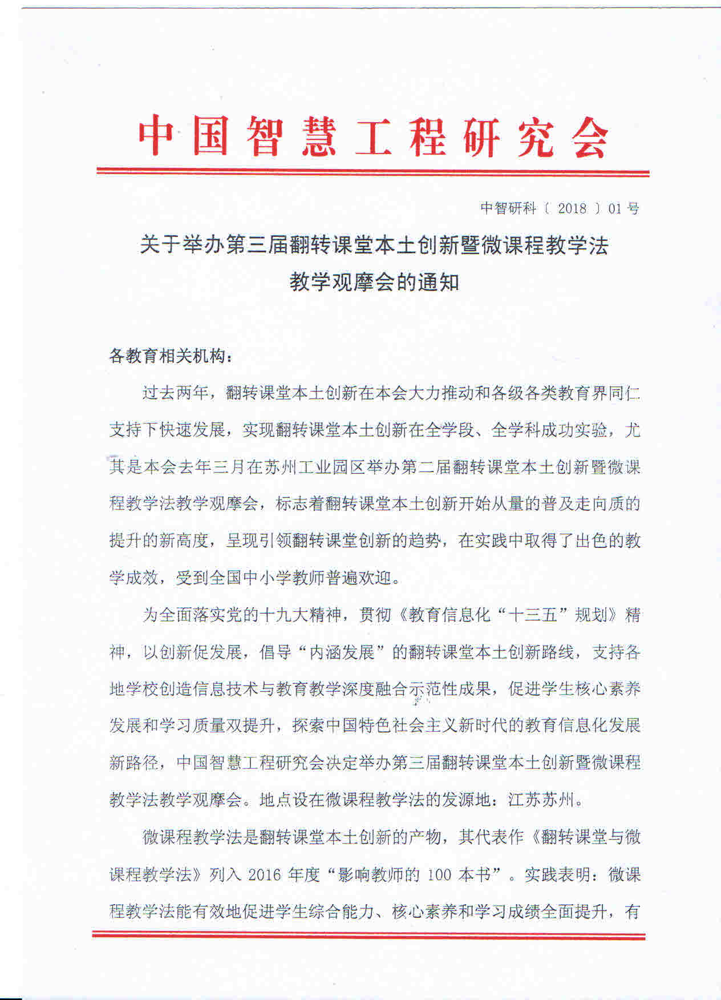 中国智慧工程研究会
中智研科〔 2018 〕01 号
关于举办第三届翻转课堂本土创新暨微课程教学法
教学观摩会的通知
各教育相关机构：
过去两年，翻转课堂本土创新在本会大力推动和各级各类教育界同仁
支持下快速发展，实现翻转课堂本土创新在全学段、全学科成功实验，尤
其是本会去年三月在苏州工业园区举办第二届翻转课堂本土创新暨微课
程教学法教学观摩会，标志着翻转课堂本土创新开始从量的普及走向质的
提升的新高度，呈现引领翻转课堂创新的趋势，在实践中取得了出色的教
学成效，受到全国中小学教师普遍欢迎。
为全面落实党的十九大精神，贯彻《教育信息化“十三五”规划》精
神，以创新促发展，倡导“内涵发展”的翻转课堂本土创新路线，支持各
地学校创造信息技术与教育教学深度融合示范性成果，促进学生核心素养
发展和学习质量双提升，探索中国特色社会主义新时代的教育信息化发展
新路径，中国智慧工程研究会决定举办第三届翻转课堂本土创新暨微课程
教学法教学观摩会。地点设在微课程教学法的发源地：江苏苏州。
微课程教学法是翻转课堂本土创新的产物，其代表作《翻转课堂与微
课程教学法》列入 2016 年度“影响教师的 100 本书”。实践表明：微课
程教学法能有效地促进学生综合能力、核心素养和学习成绩全面提升，有